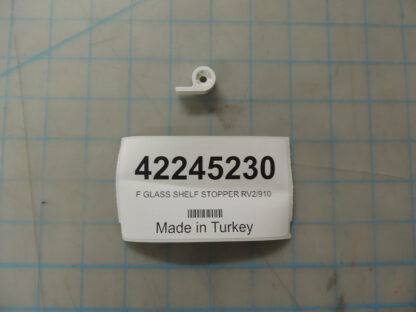 42245230
F GLASS SHELF STOPPER RV2/910
Made in Turkey